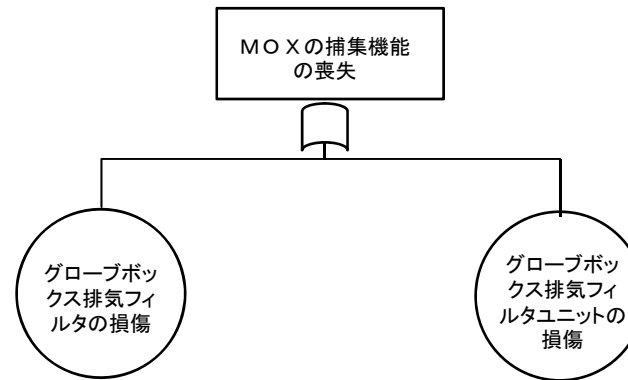 ＭＯＸの捕集機能
の喪失
グローブボッ
クス排気フィ
ルタの損傷
グローブボッ
クス排気フィ
ルタユニットの
損傷